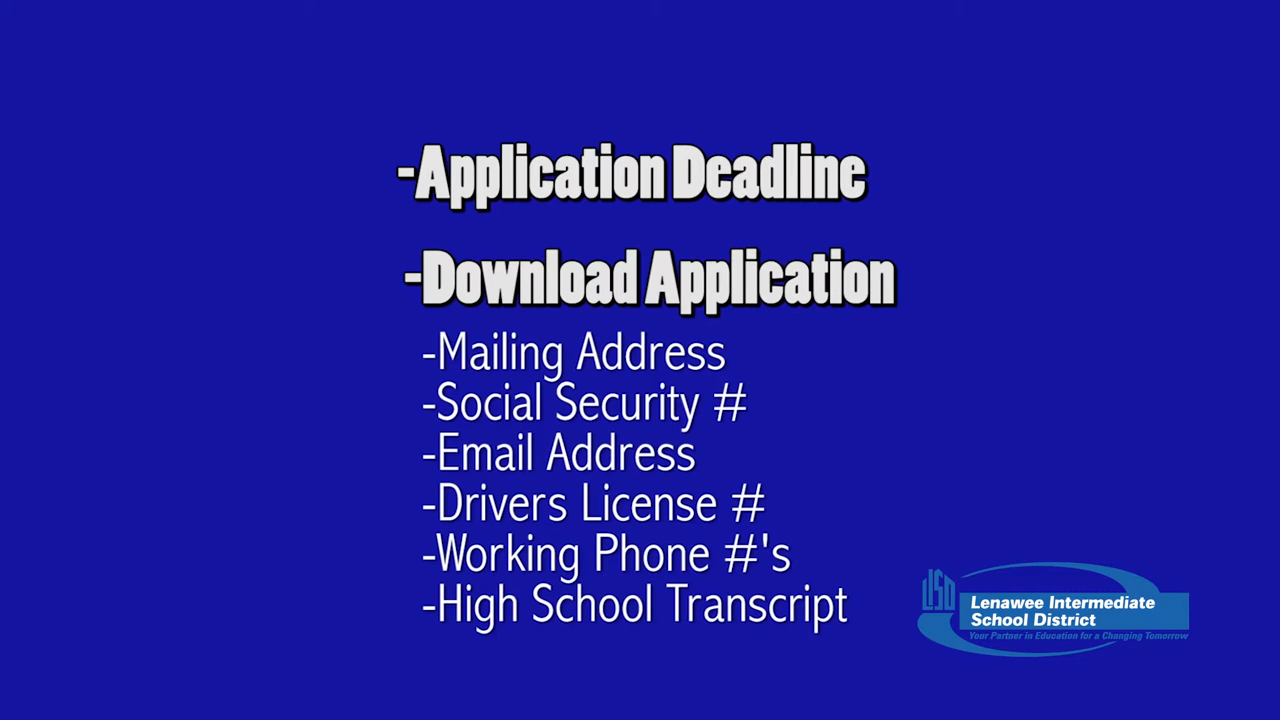 -Application Deadline
-Download Application
-Mailing Address
-Social Security #
-Email Address
-Drivers License #
-Working Phone #'s
-High School Transcript
LISD
Lenawee Intermediate
School District
Your Partner in Education for a Changing Tomorrow